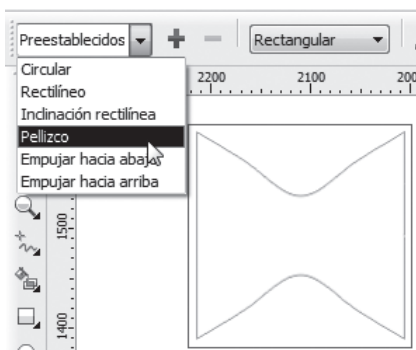 Preestablecidos Rectangular
Circular
Rectilíneo
Inclinación rectilínea
Pellizco
Empujar hacia abajo
Empujar hacia arriba
2200 2100 200
1500
1400